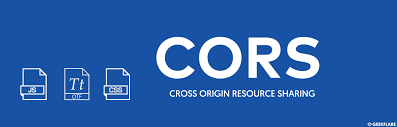 CORS
CROSS ORIGIN RESOURCE SHARING
JS
Tt
OTF
CSS
© GEEKFLARE